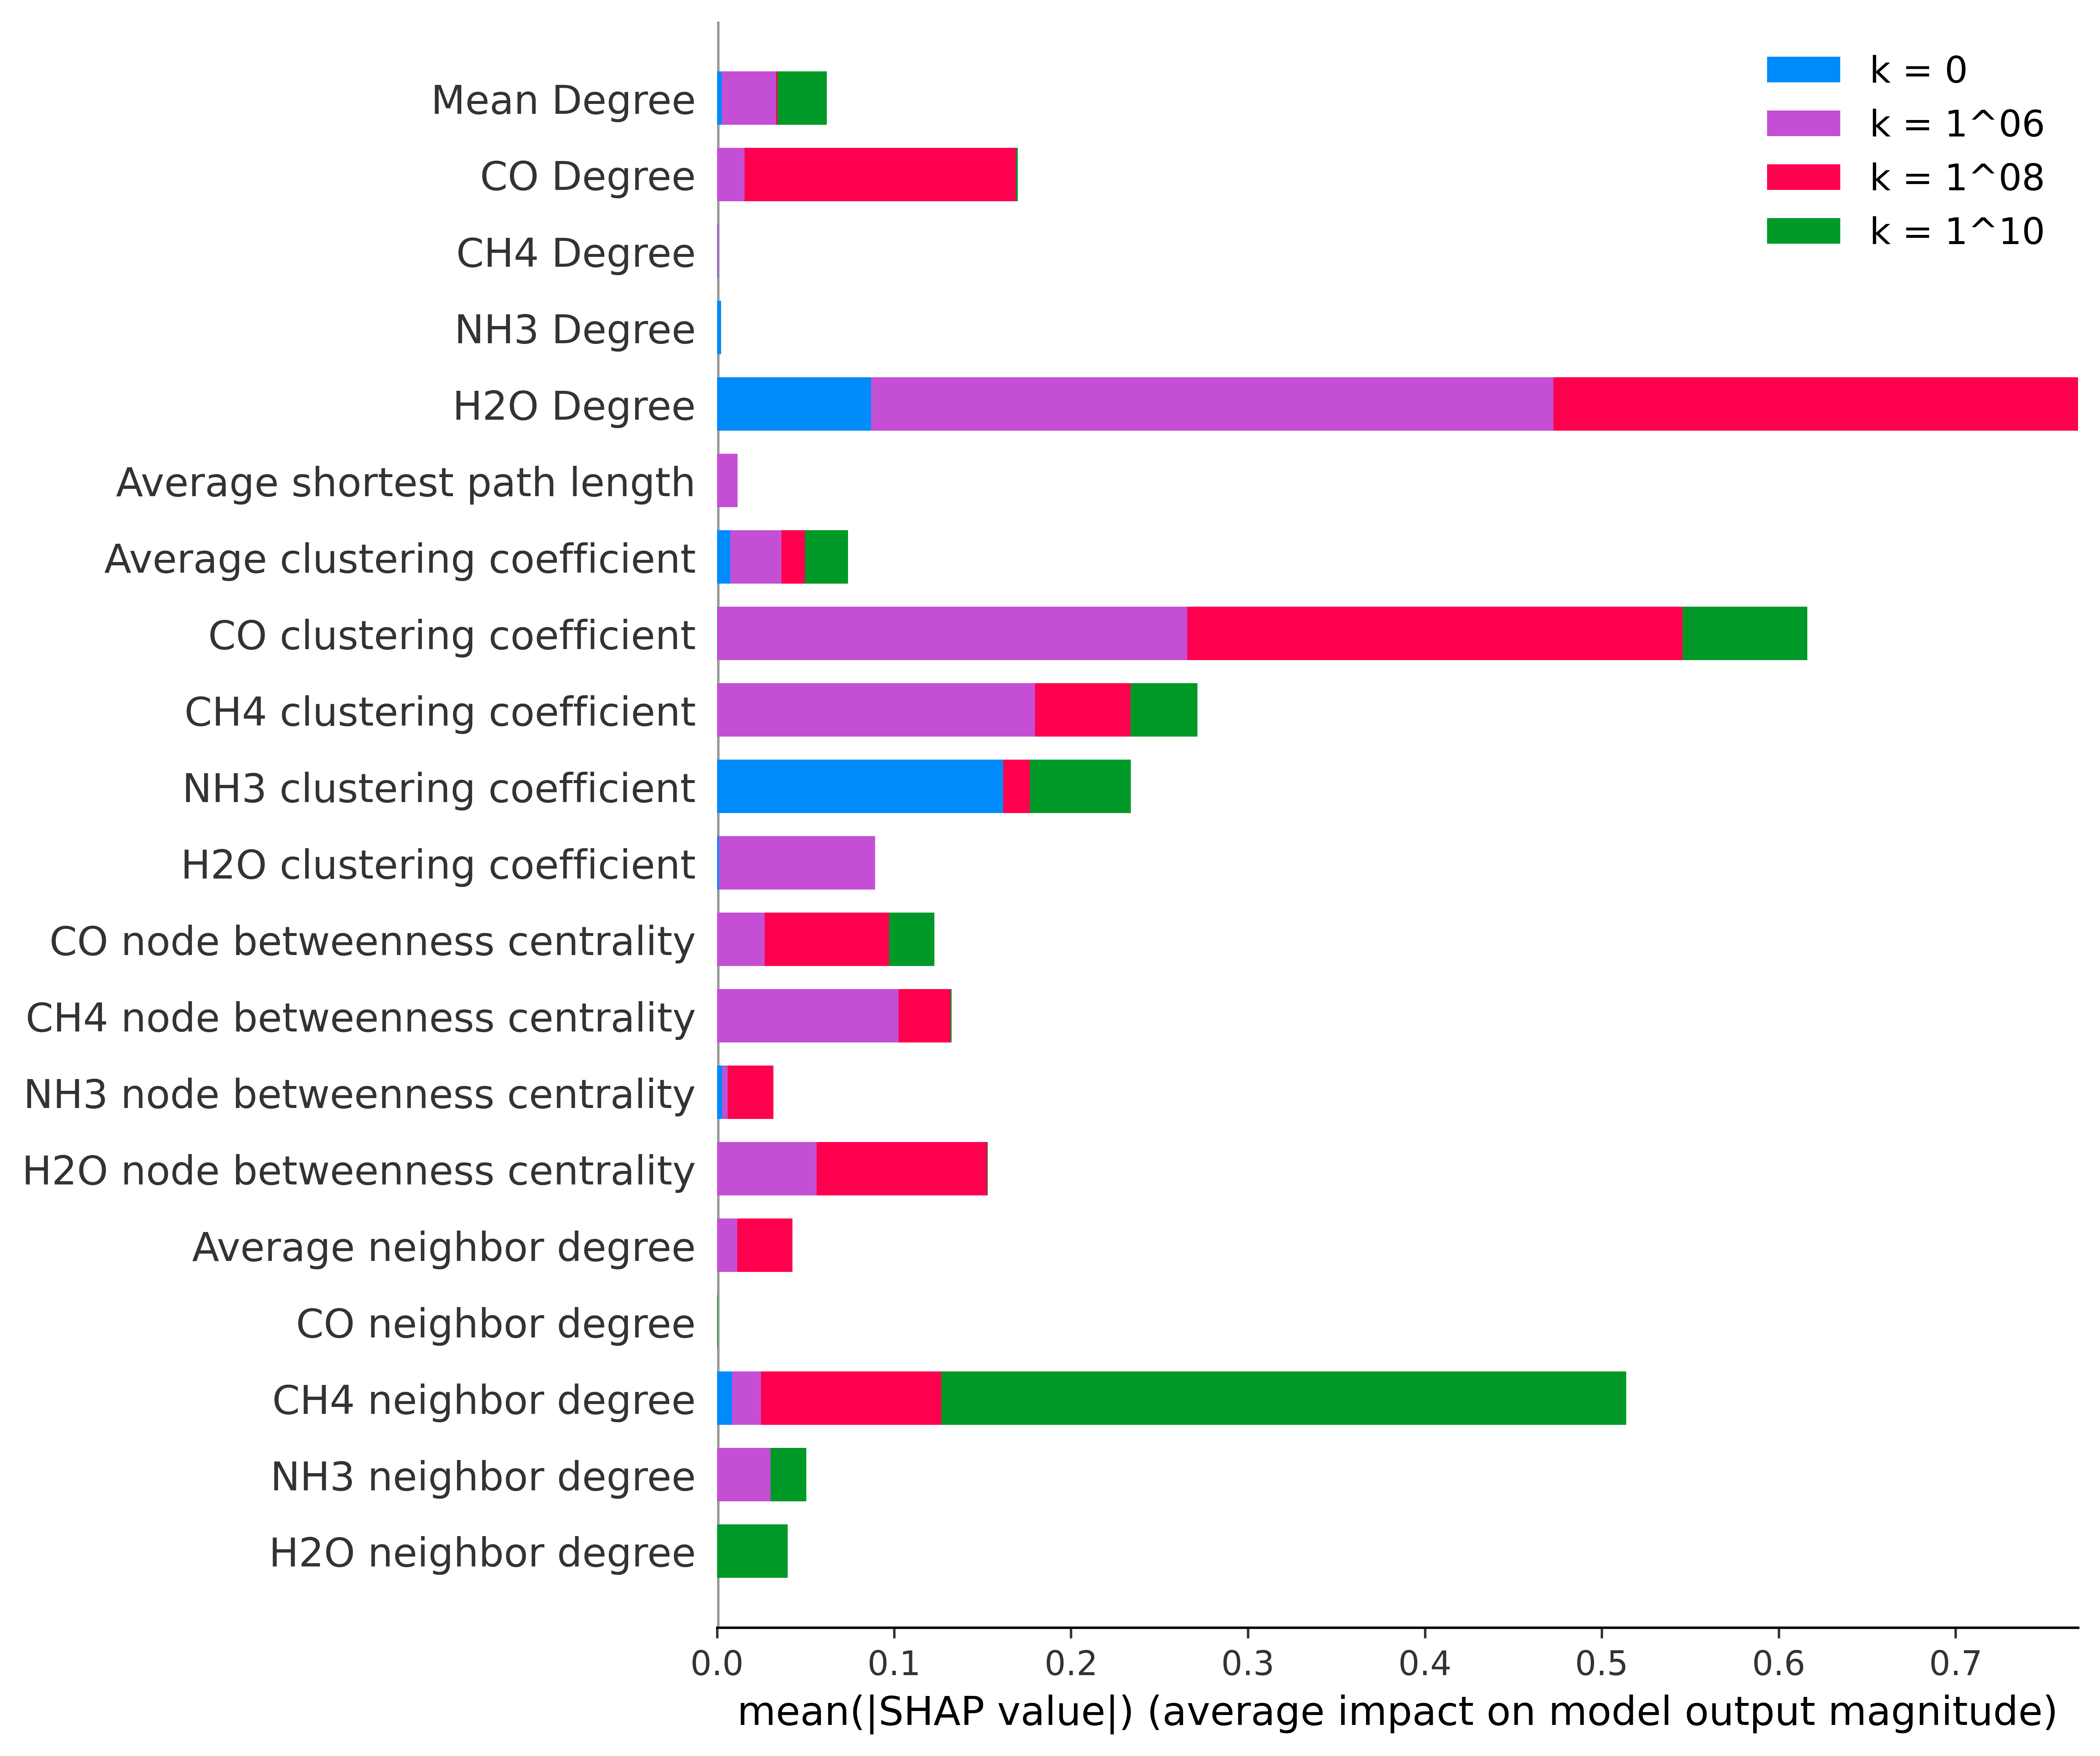 k = 0
k = 1^06
k = 1^08
k = 1^10
Mean Degree
CO Degree
CH4 Degree
NH3 Degree
H2O Degree
Average shortest path length
Average clustering coefficient
CO clustering coefficient
CH4 clustering coefficient
NH3 clustering coefficient
H2O clustering coefficient
CO node betweenness centrality
CH4 node betweenness centrality
NH3 node betweenness centrality
H2O node betweenness centrality
Average neighbor degree
CO neighbor degree
CH4 neighbor degree
NH3 neighbor degree
H2O neighbor degree
0.0 0.1 0.2 0.3 0.4 0.5 0.6 0.7
mean(|SHAP value|) (average impact on model output magnitude)